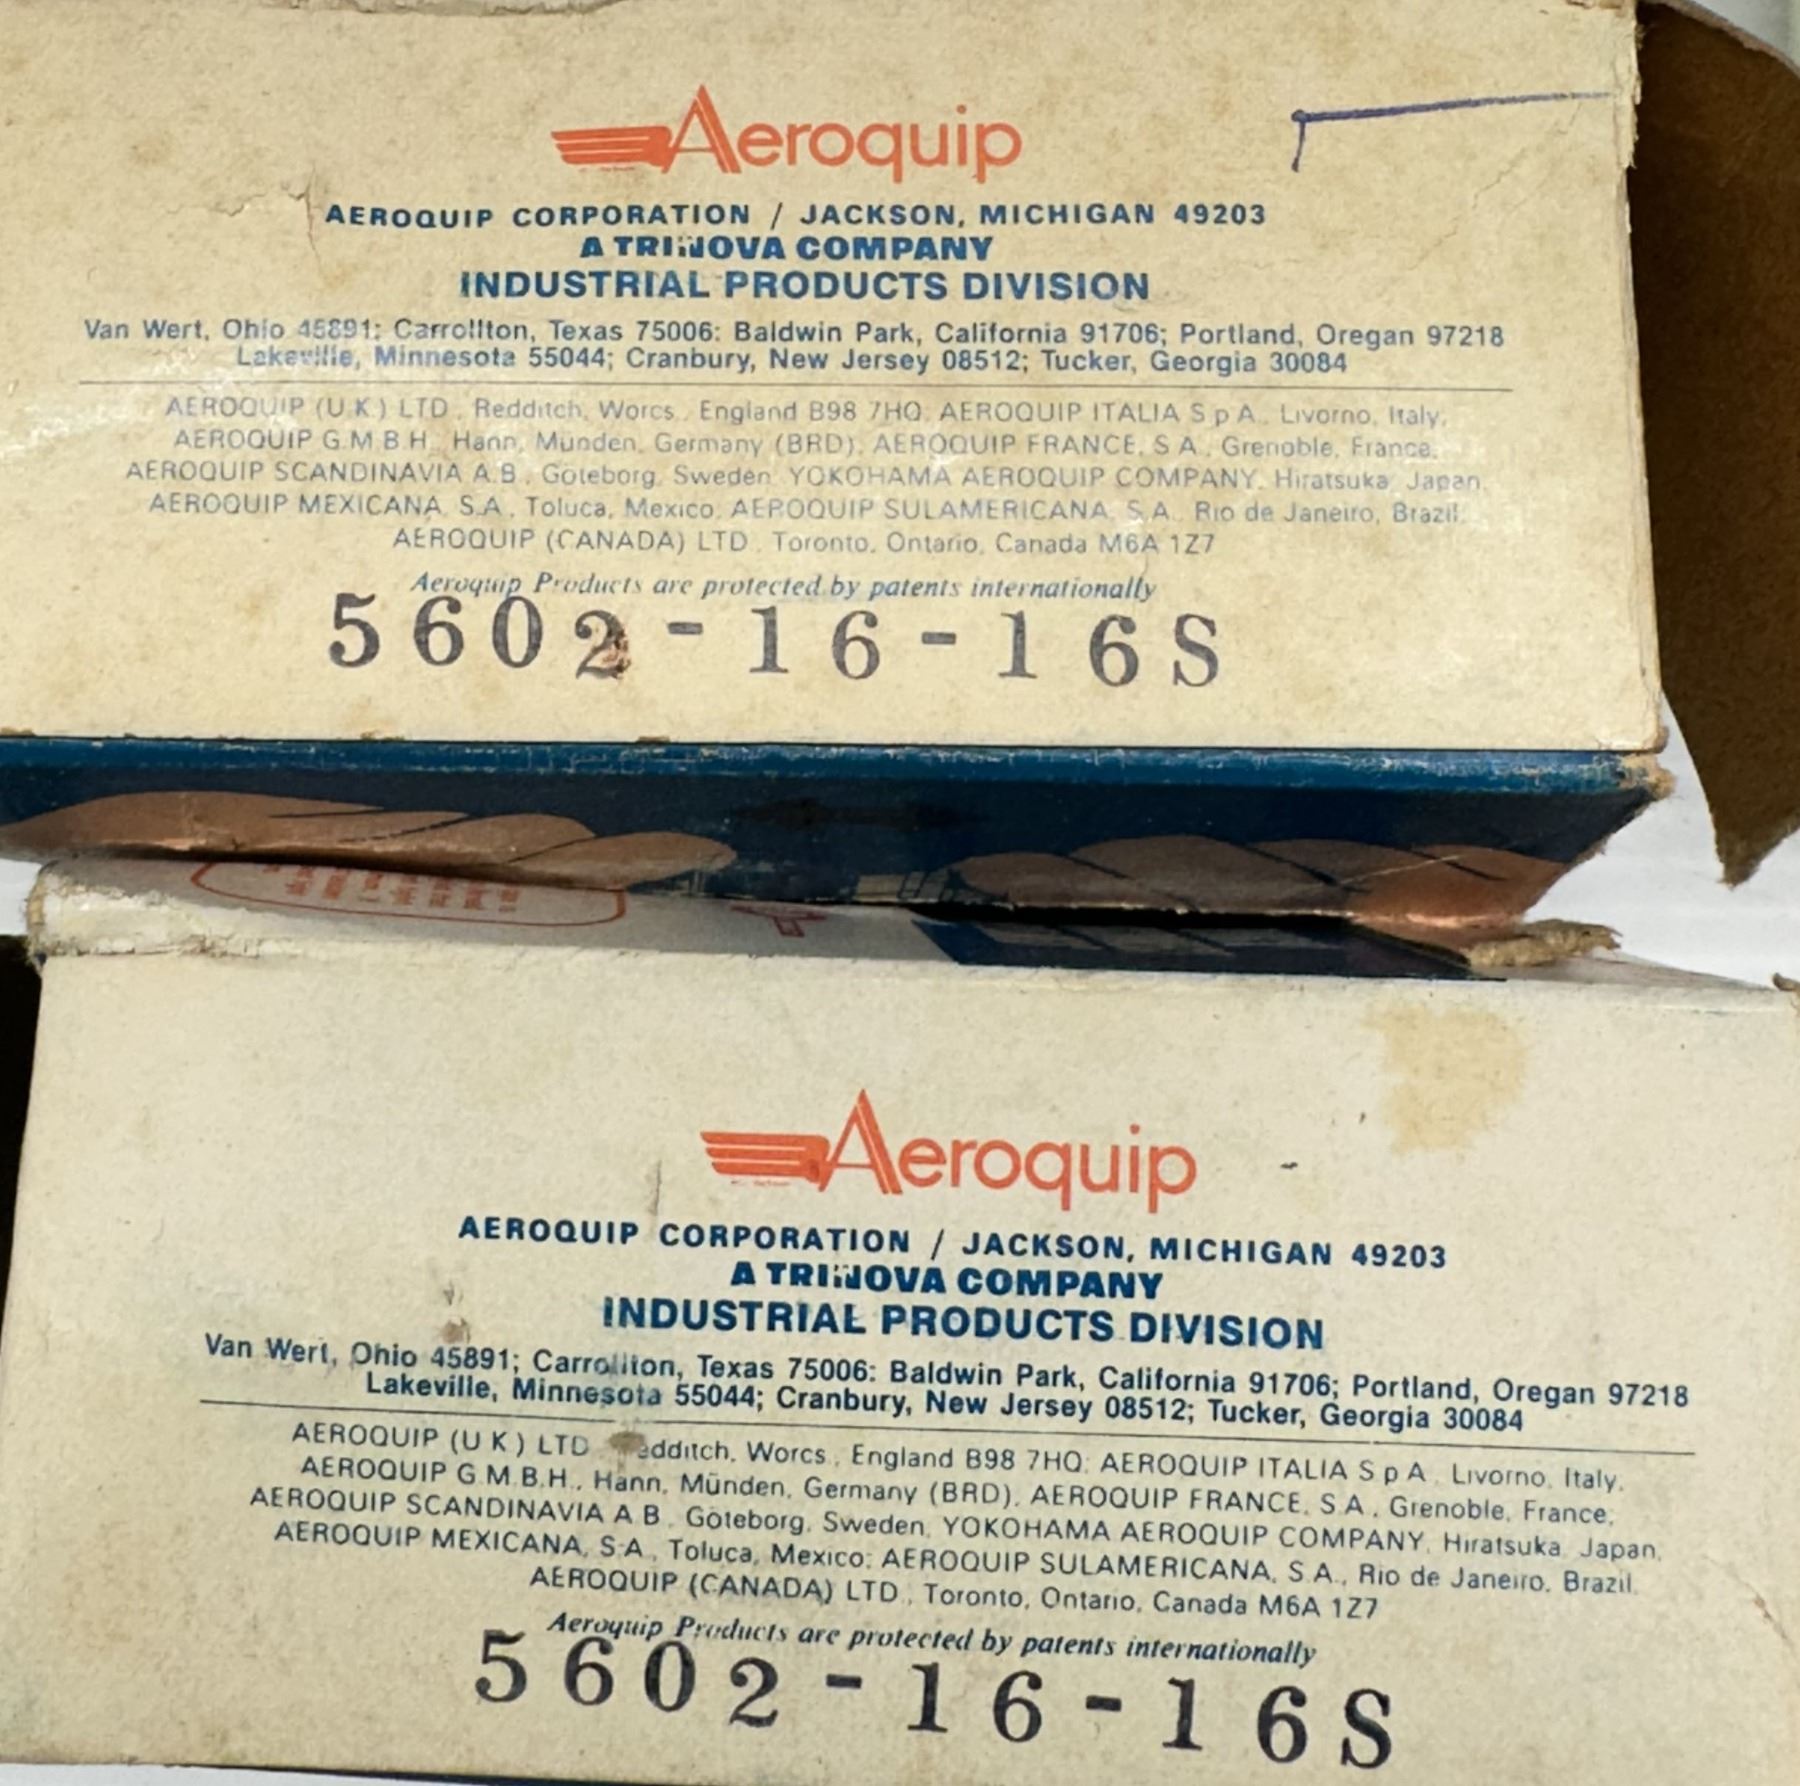 Aeroquip
AEROQUIP CORPORATION / JACKSON, MICHIGAN 49203
A TRINOVA COMPANY
INDUSTRIAL PRODUCTS DIVISION
Van Wert, Ohio 45891; Carrollton, Texas 75006: Baldwin Park, California 91706; Portland, Oregan 97218
Lakeville, Minnesota 55044; Cranbury, New Jersey 08512; Tucker, Georgia 30084
AEROQUIP (U.K.) LTD., Redditch, Worcs., England B98 7HQ; AEROQUIP ITALIA S.p.A., Livorno, Italy;
AEROQUIP G.M.B.H., Hann, Münden, Germany (BRD), AEROQUIP FRANCE, S.A., Grenoble, France;
AEROQUIP SCANDINAVIA A.B., Göteborg, Sweden, YOKOHAMA AEROQUIP COMPANY, Hiratsuka, Japan,
AEROQUIP MEXICANA, S.A., Toluca, Mexico; AEROQUIP SULAMERICANA, S.A., Rio de Janeiro, Brazil.
AEROQUIP (CANADA) LTD., Toronto, Ontario, Canada M6A 1Z7
Aeroquip Products are protected by patents internationally
5602-16-16S
Aeroquip
AEROQUIP CORPORATION / JACKSON, MICHIGAN 49203
A TRINOVA COMPANY
INDUSTRIAL PRODUCTS DIVISION
Van Wert, Ohio 45891; Carrollton, Texas 75006: Baldwin Park, California 91706; Portland, Oregan 97218
Lakeville, Minnesota 55044; Cranbury, New Jersey 08512; Tucker, Georgia 30084
AEROQUIP (U.K.) LTD Redditch, Worcs., England B98 7HQ; AEROQUIP ITALIA S.p.A., Livorno, Italy,
AEROQUIP G.M.B.H., Hann, Münden, Germany (BRD), AEROQUIP FRANCE, S.A., Grenoble, France;
AEROQUIP SCANDINAVIA A.B., Göteborg, Sweden, YOKOHAMA AEROQUIP COMPANY, Hiratsuka, Japan,
AEROQUIP MEXICANA, S.A., Toluca, Mexico; AEROQUIP SULAMERICANA, S.A., Rio de Janeiro, Brazil.
AEROQUIP (CANADA) LTD., Toronto, Ontario, Canada M6A 1Z7
Aeroquip Products are protected by patents internationally
5602-16-16S